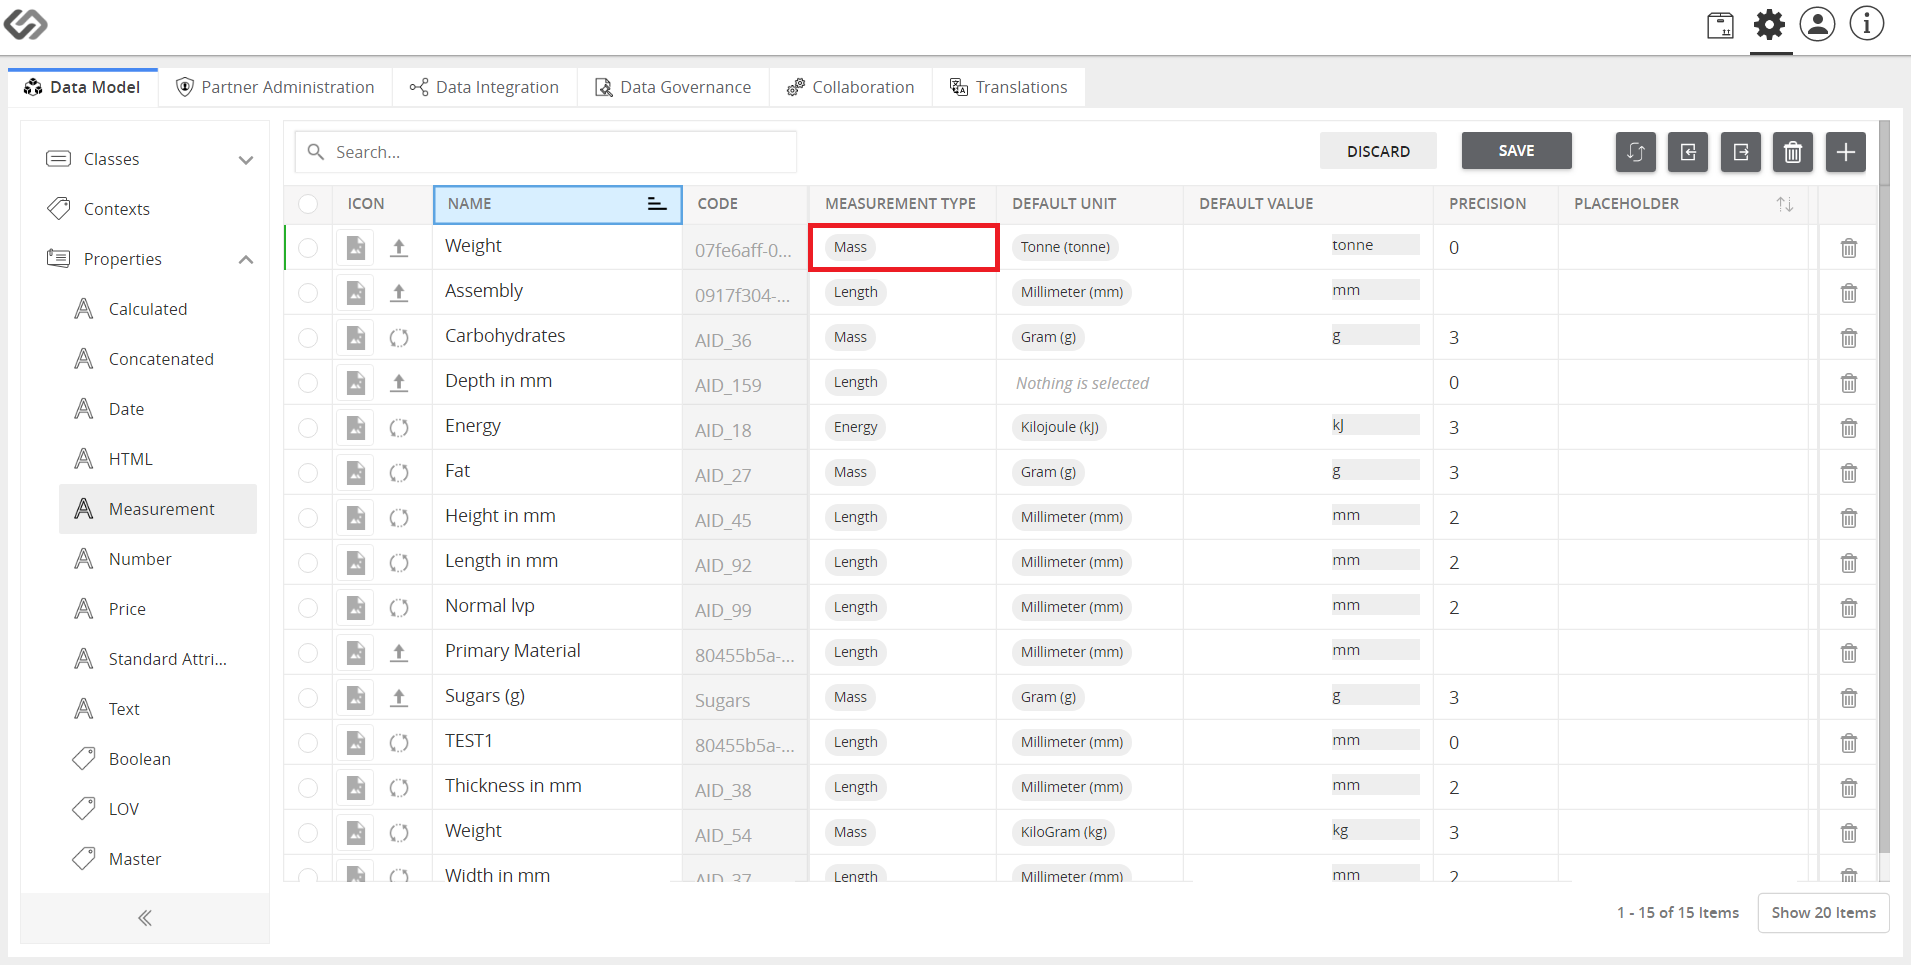 Data Model Partner Administration Data Integration Data Governance Collaboration Translations
Classes
Contexts
Properties
Calculated
Concatenated
Date
HTML
Measurement
Number
Price
Standard Attri...
Text
Boolean
LOV
Master
Search... DISCARD SAVE
ICON NAME CODE MEASUREMENT TYPE DEFAULT UNIT DEFAULT VALUE PRECISION PLACEHOLDER
Weight 07fe6aff-0... Mass Tonne (tonne) tonne 0
Assembly 0917f304-... Length Millimeter (mm) mm
Carbohydrates AID_36 Mass Gram (g) g 3
Depth in mm AID_159 Length Nothing is selected 0
Energy AID_18 Energy Kilojoule (kJ) kJ 3
Fat AID_27 Mass Gram (g) g 3
Height in mm AID_45 Length Millimeter (mm) mm 2
Length in mm AID_92 Length Millimeter (mm) mm 2
Normal lvp AID_99 Length Millimeter (mm) mm 2
Primary Material 80455b5a-... Length Millimeter (mm) mm
Sugars (g) Sugars Mass Gram (g) g 3
TEST1 80455b5a-... Length Millimeter (mm) mm 0
Thickness in mm AID_38 Length Millimeter (mm) mm 2
Weight AID_54 Mass KiloGram (kg) kg 3
Width in mm AID_37 Length Millimeter (mm) mm 2
1 - 15 of 15 Items Show 20 Items